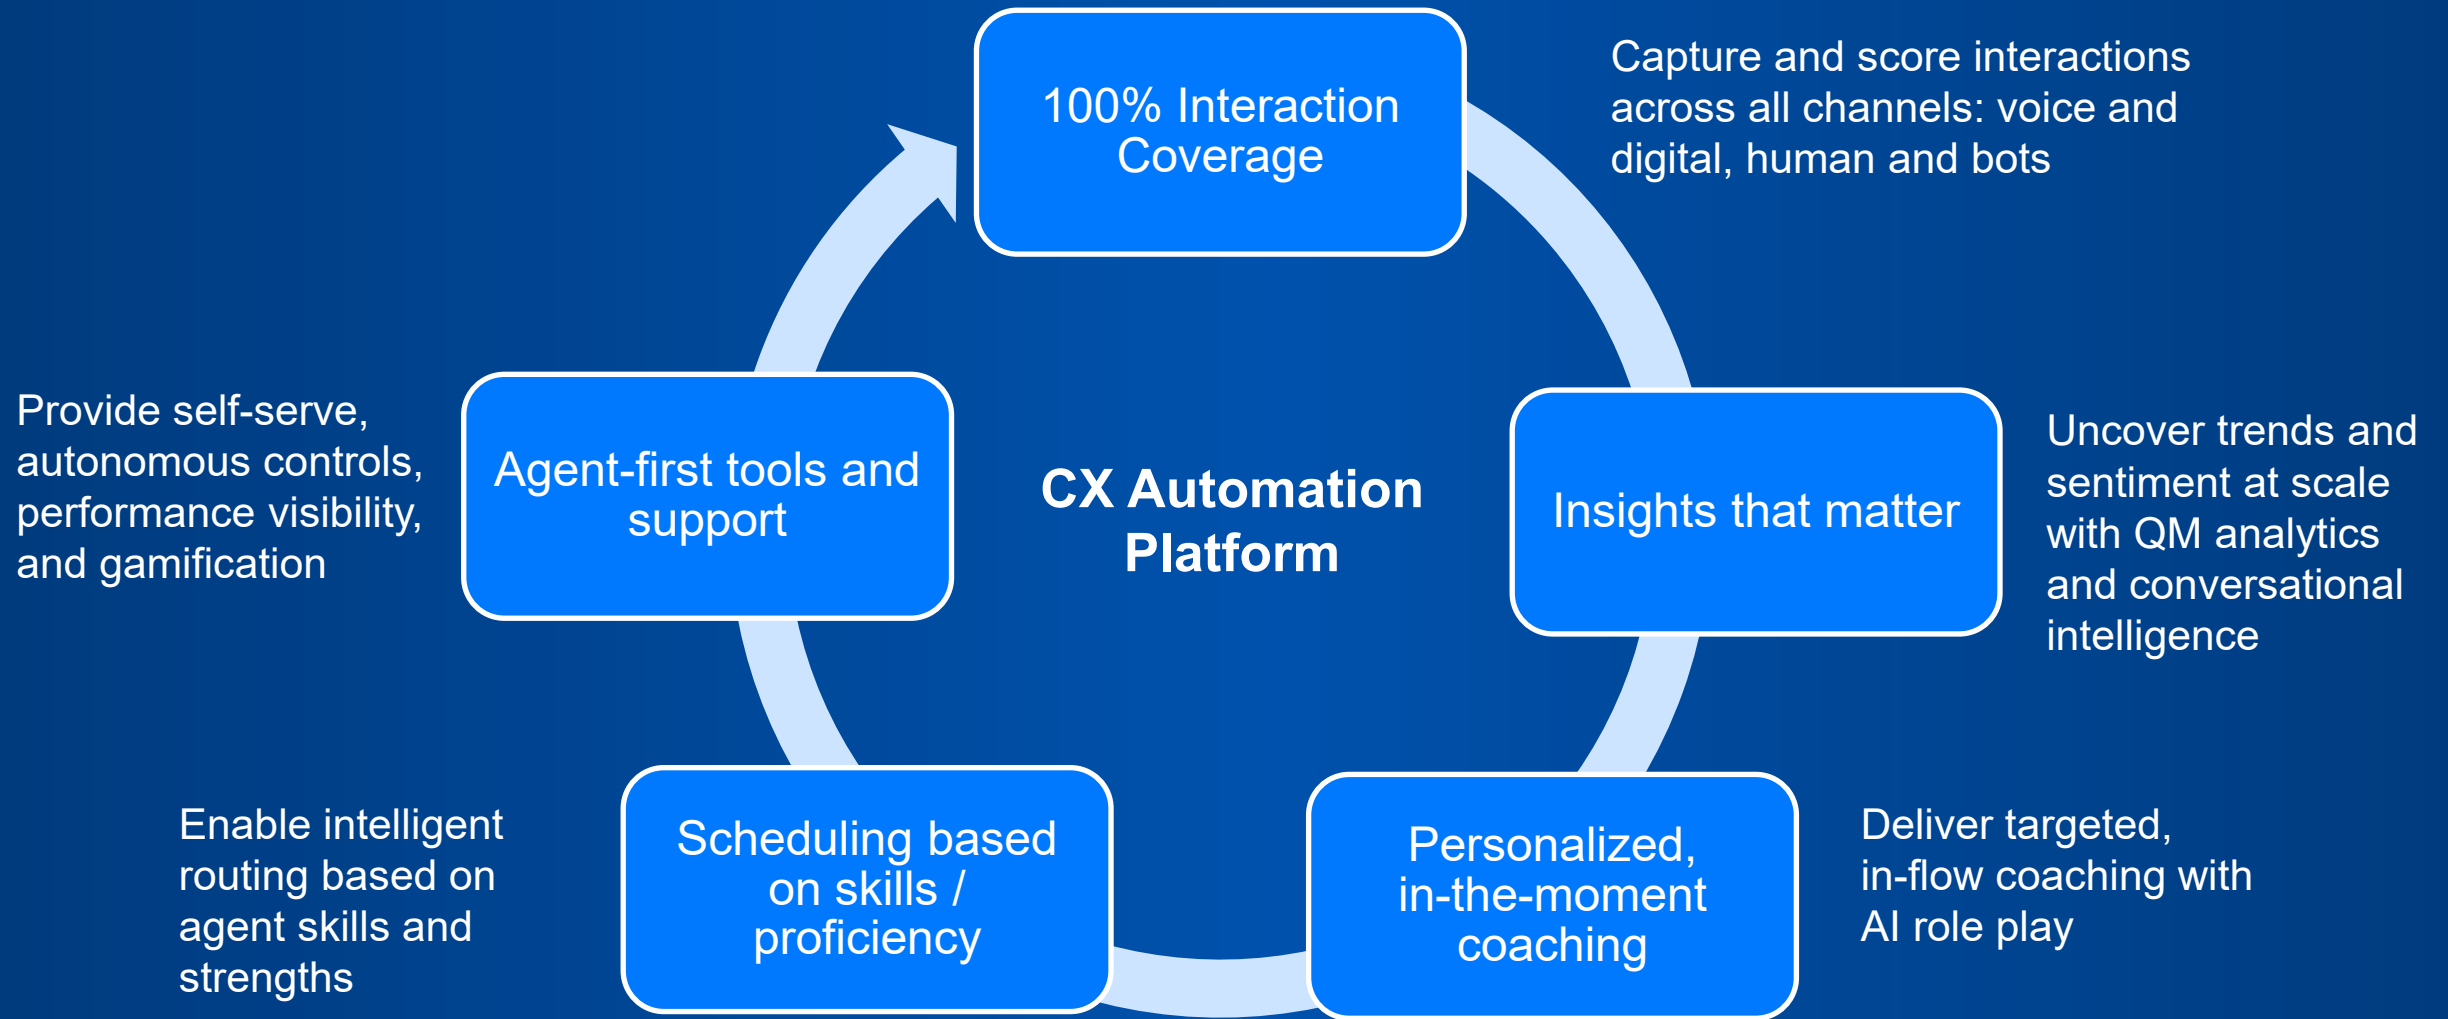 100% Interaction
Coverage
Capture and score interactions
across all channels: voice and
digital, human and bots
Insights that matter
Uncover trends and
sentiment at scale
with QM analytics
and conversational
intelligence
Personalized,
in-the-moment
coaching
Deliver targeted,
in-flow coaching with
AI role play
Scheduling based
on skills /
proficiency
Enable intelligent
routing based on
agent skills and
strengths
Agent-first tools and
support
Provide self-serve,
autonomous controls,
performance visibility,
and gamification
CX Automation
Platform